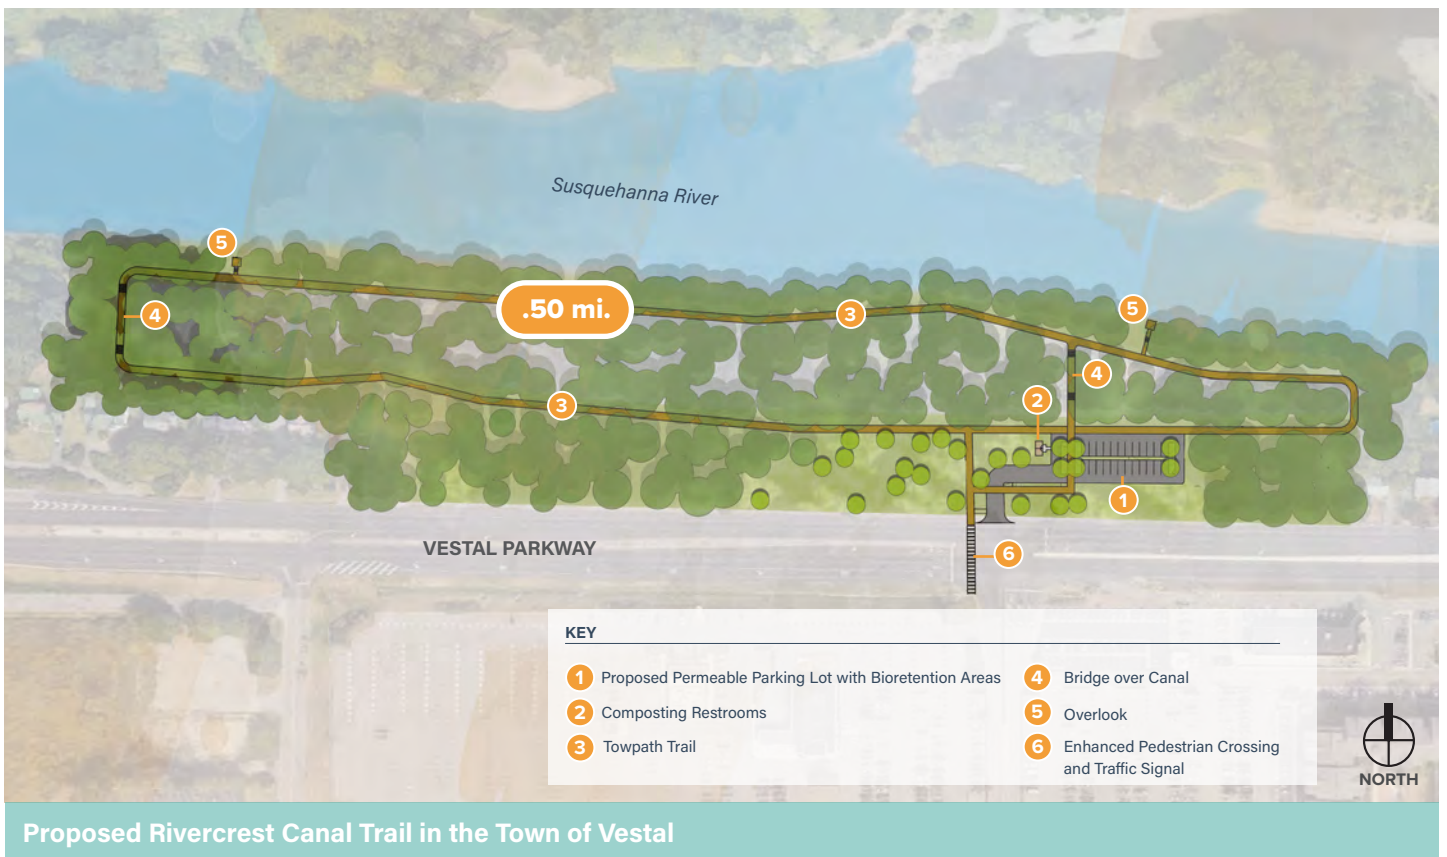 Susquehanna River
5
4
.50 mi.
3
5
4
2
3
1
VESTAL PARKWAY
6
KEY
1 Proposed Permeable Parking Lot with Bioretention Areas
2 Composting Restrooms
3 Towpath Trail
4 Bridge over Canal
5 Overlook
6 Enhanced Pedestrian Crossing
and Traffic Signal
NORTH
Proposed Rivercrest Canal Trail in the Town of Vestal